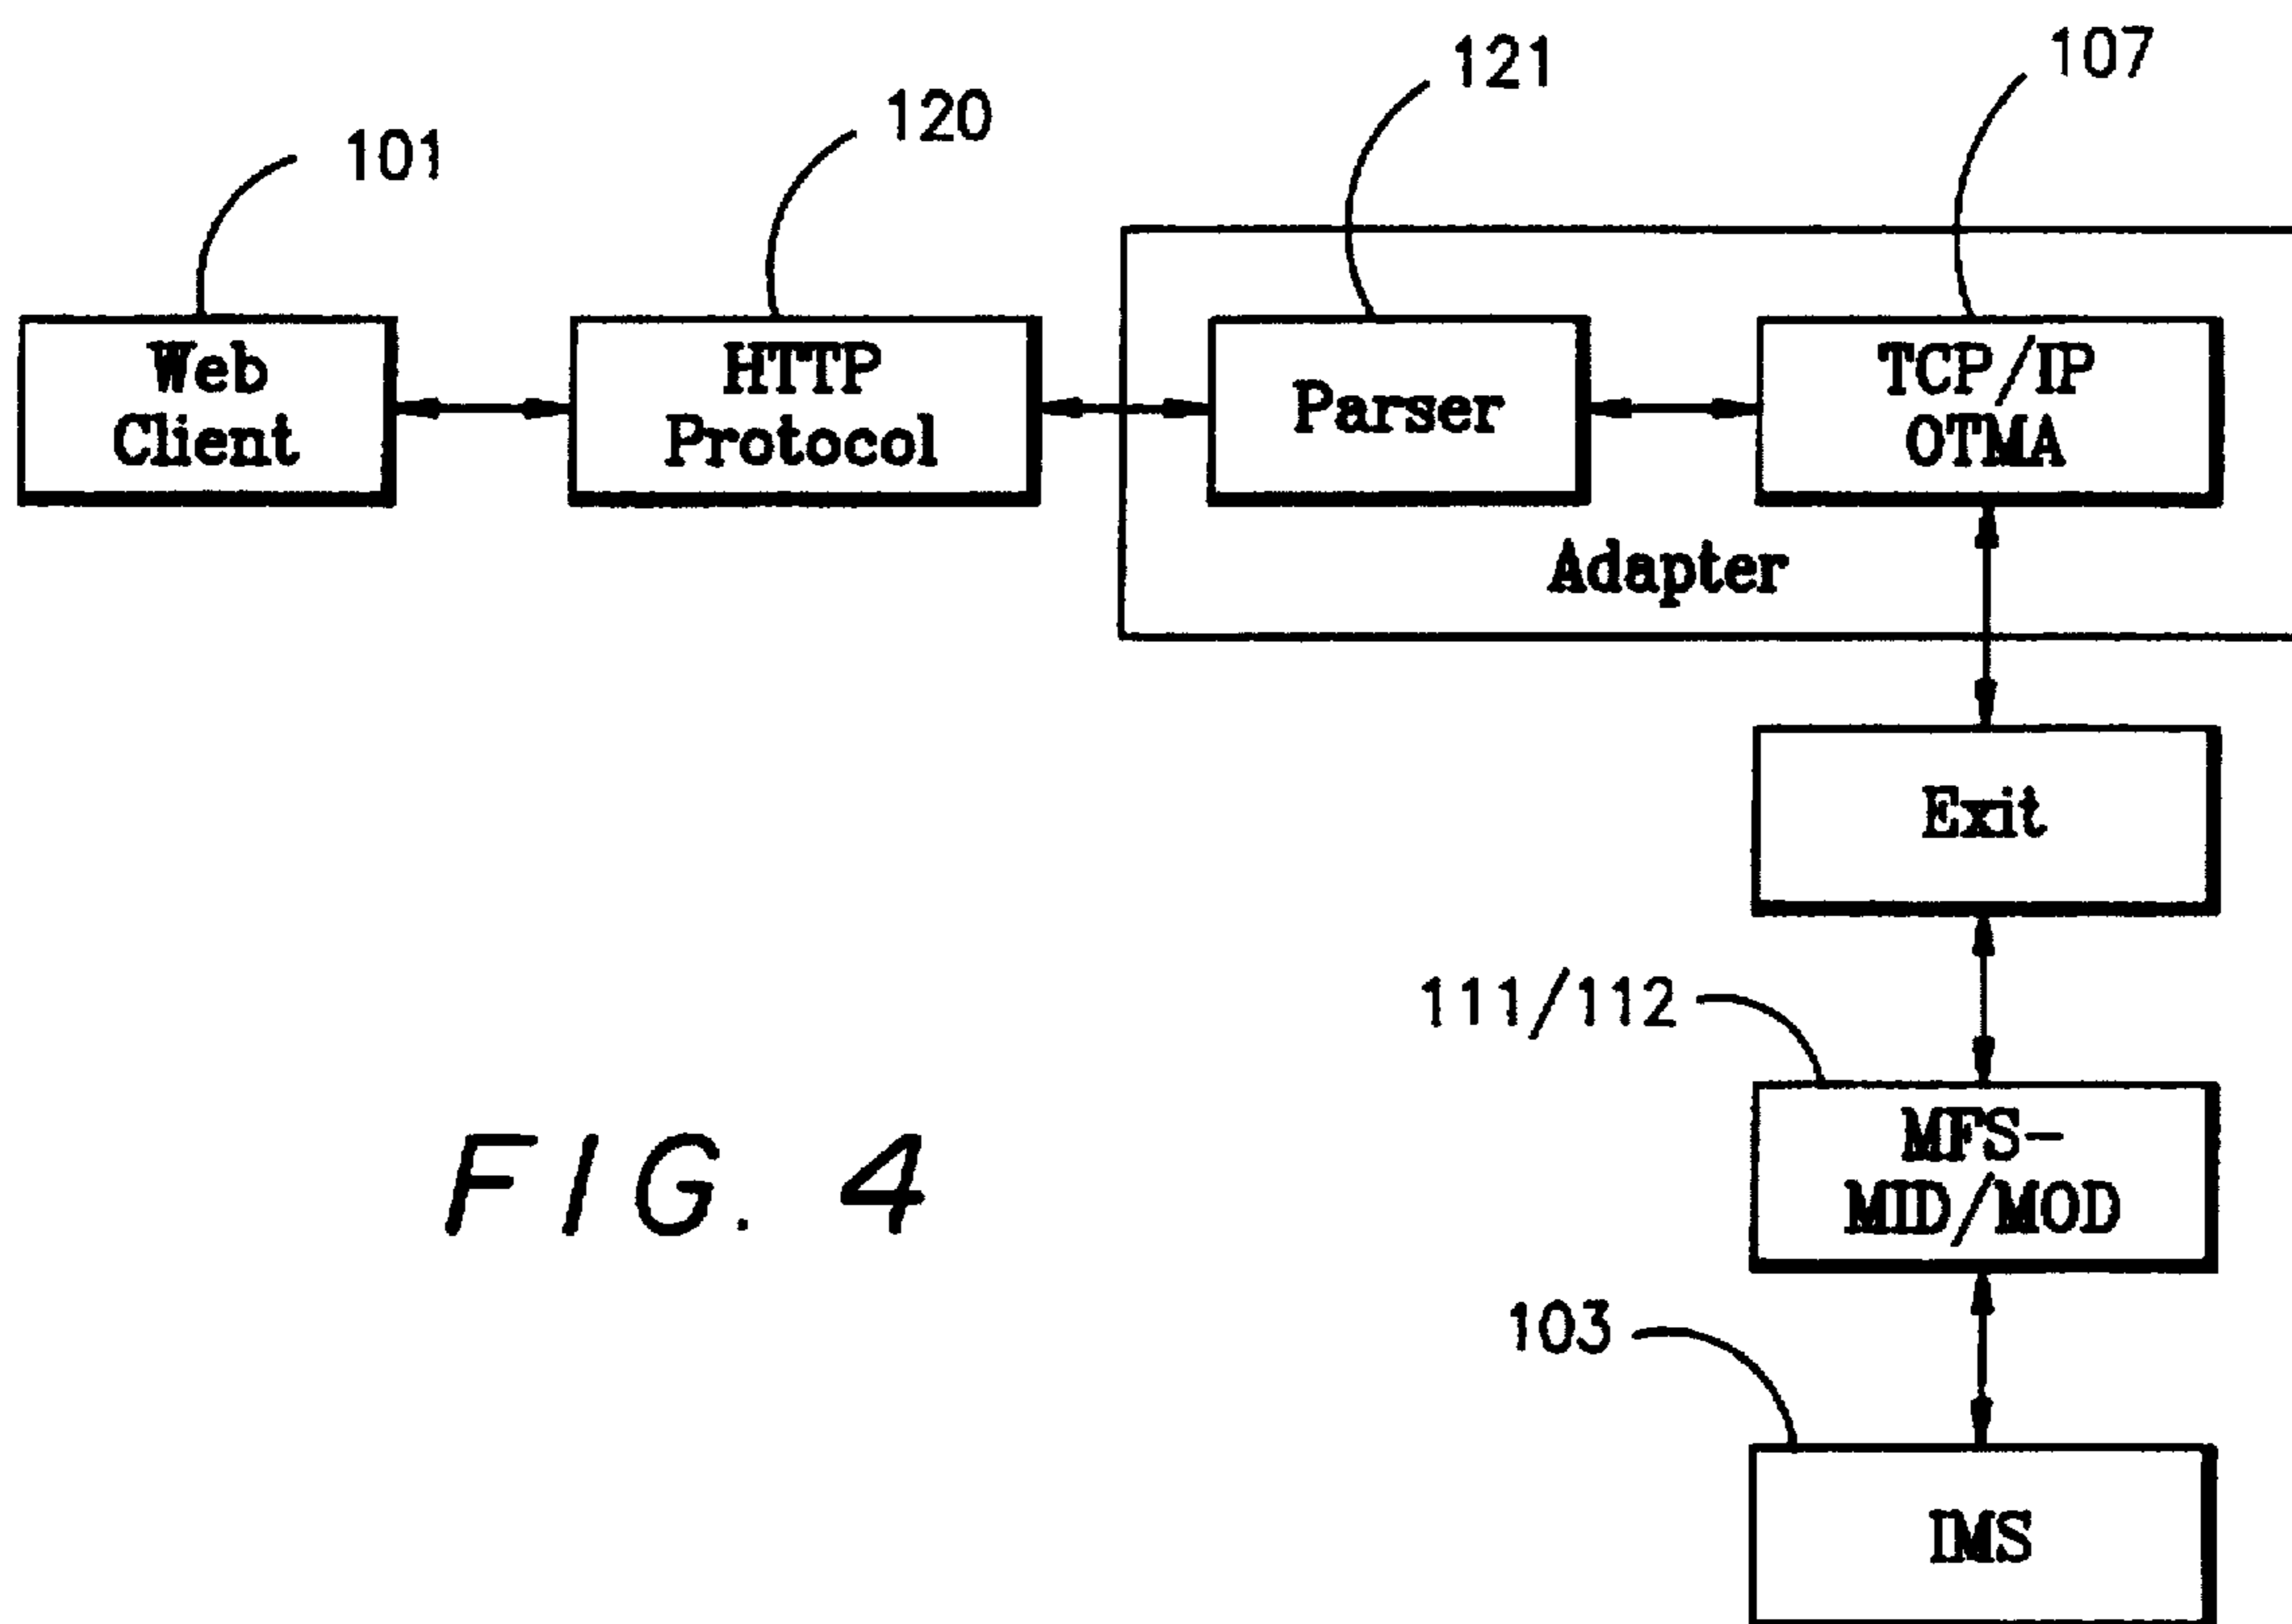 101
120
121
107
Web
Client
HTTP
Protocol
Parser
TCP/IP
OTMA
Adapter
Exit
111/112
MFS-
MID/MOD
FIG. 4
103
IMS